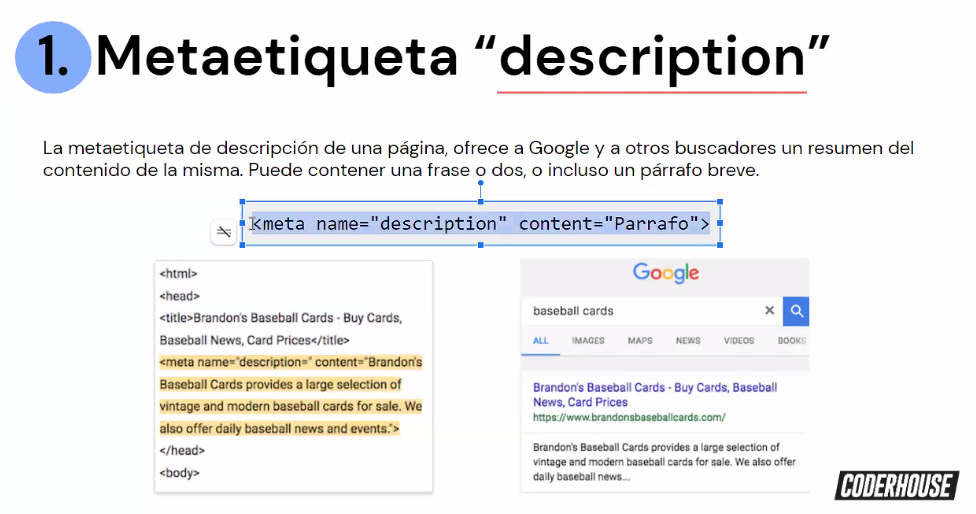 1. Metaetiqueta “description”
La metaetiqueta de descripción de una página, ofrece a Google y a otros buscadores un resumen del
contenido de la misma. Puede contener una frase o dos, o incluso un párrafo breve.
<meta name="description" content="Parrafo">
<html>
<head>
<title>Brandon's Baseball Cards - Buy Cards,
Baseball News, Card Prices</title>
<meta name="description=" content="Brandon's
Baseball Cards provides a large selection of
vintage and modern baseball cards for sale. We
also offer daily baseball news and events.">
</head>
<body>
Google
baseball cards
ALL IMAGES MAPS NEWS VIDEOS BOOKS
Brandon's Baseball Cards - Buy Cards, Baseball
News, Card Prices
https://www.brandonsbaseballcards.com/
Brandon's Baseball Cards provides a large selection of
vintage and modern baseball cards for sale. We also offer
daily baseball news...
CODERHOUSE